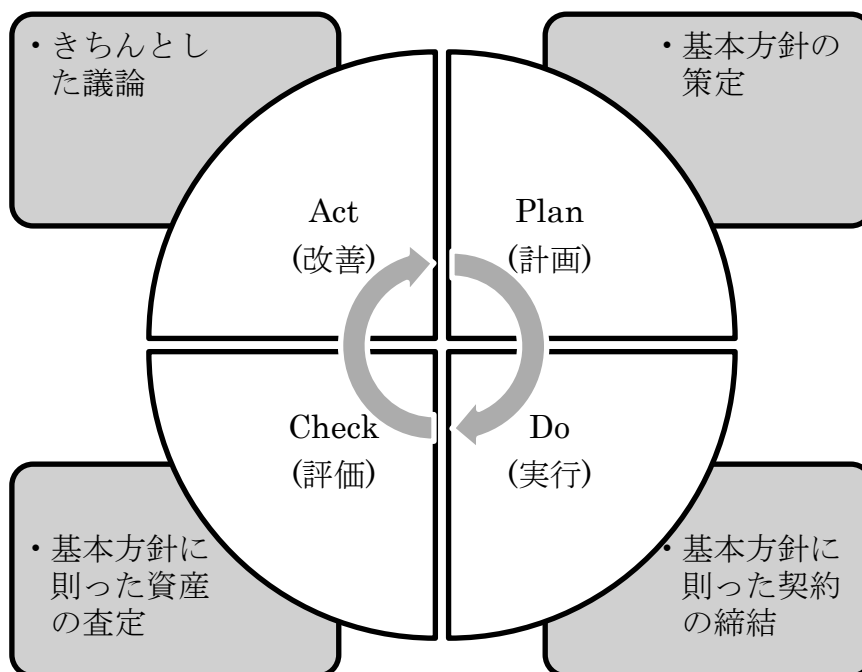 ・きちんとし
た議論
・基本方針の
策定
Act
(改善)
Plan
(計画)
Check
(評価)
Do
(実行)
・基本方針に
則った資産
の査定
・基本方針に
則った契約
の締結